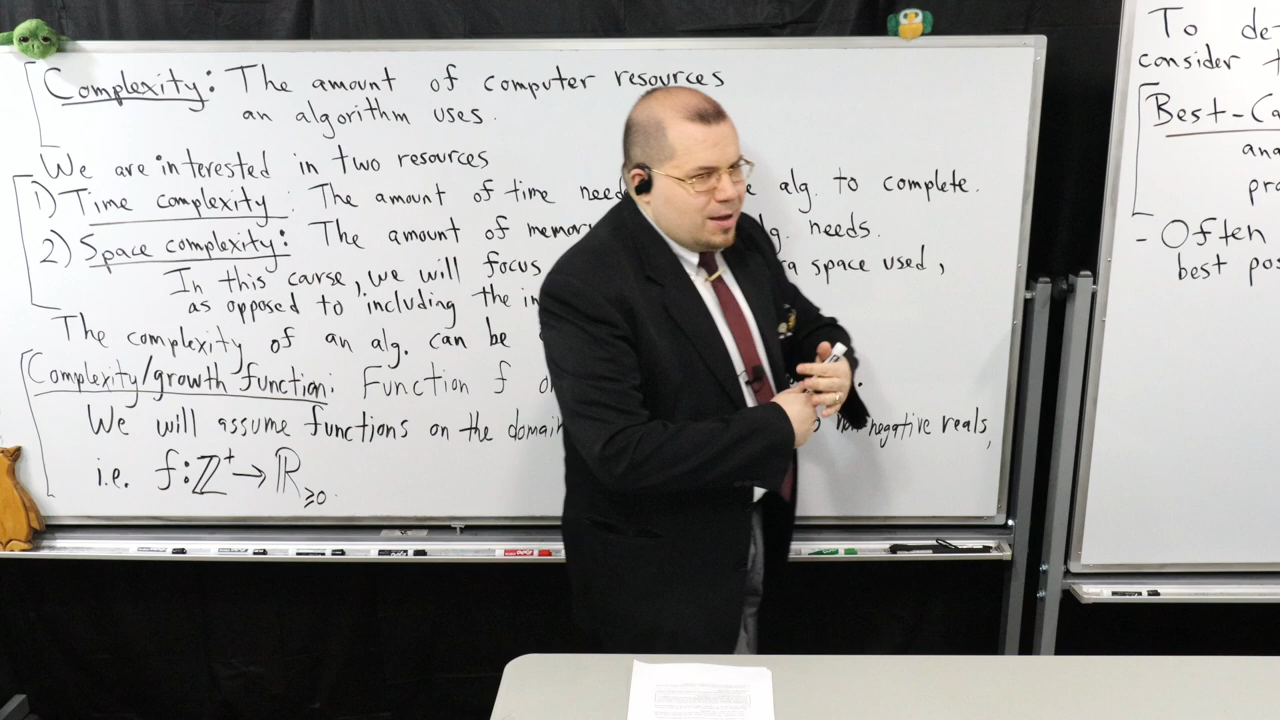 Complexity: The amount of computer resources
an algorithm uses.
We are interested in two resources
1) Time complexity: The amount of time need e alg. to complete.
2) Space complexity: The amount of memory lg. needs.
In this carse, we will focus ra space used,
as opposed to including the in
The complexity of an alg. can be
Complexity/growth function: Function f
We will assume functions on the domain negative reals,
i.e. f: ℤ⁺→ℝ≥0.
To de-
consider
Best-Ca
ana
pro
- Often
best pos